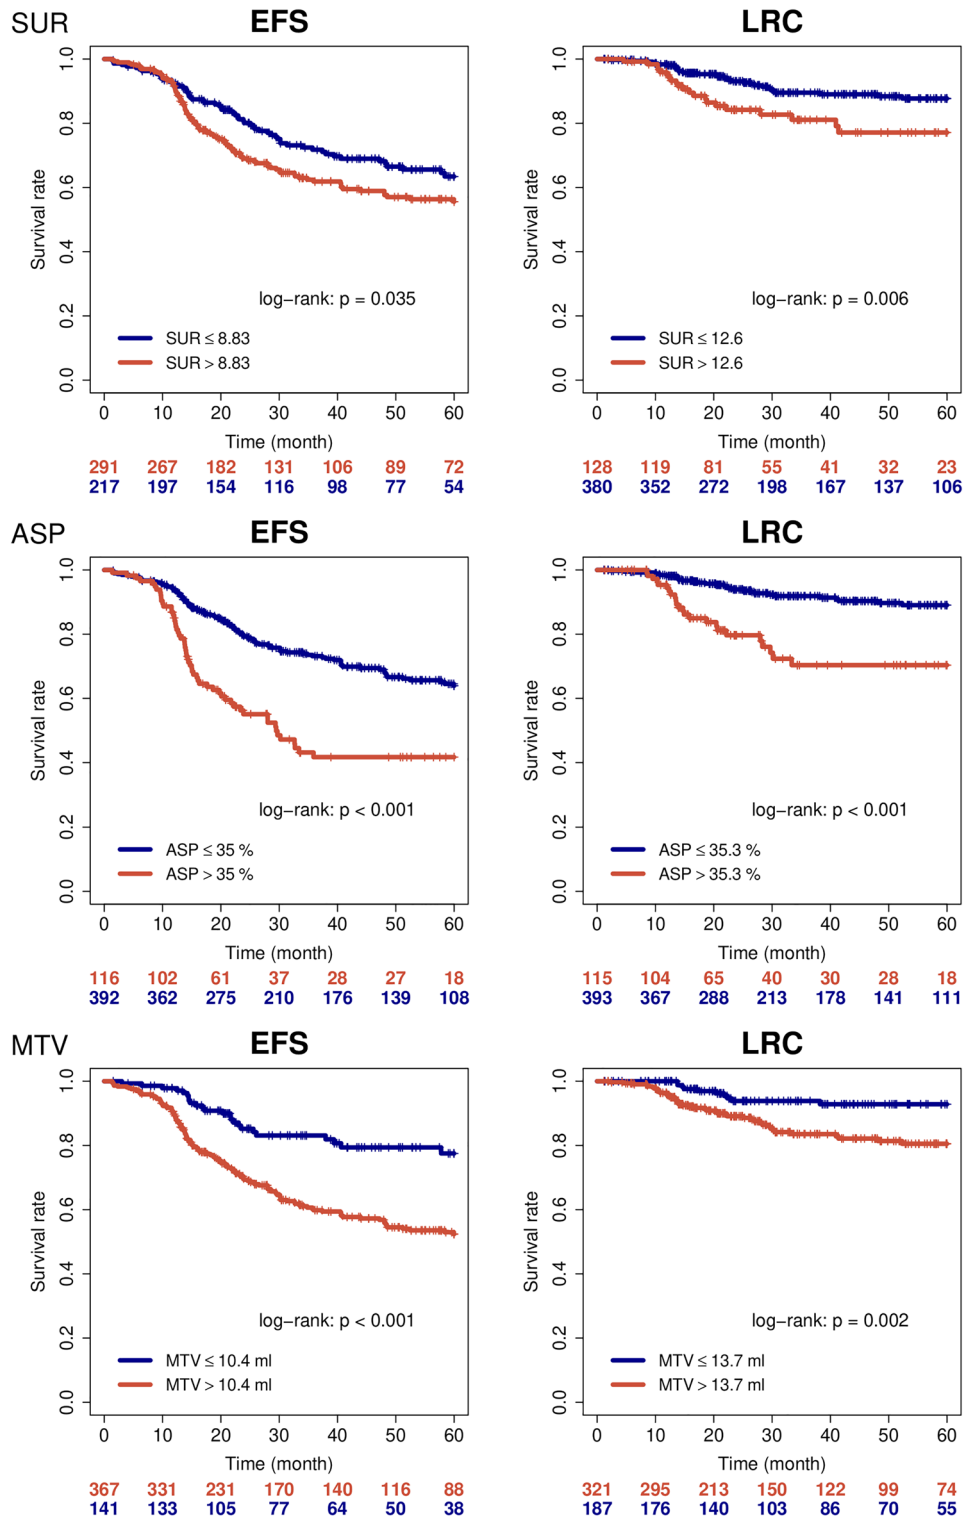 SUR EFS LRC
1.0 1.0
0.8 0.8
0.6 0.6
0.4 0.4
0.2 0.2
0.0 0.0
Survival rate Survival rate
log−rank: p = 0.035 log−rank: p = 0.006
SUR ≤ 8.83 SUR ≤ 12.6
SUR > 8.83 SUR > 12.6
0 10 20 30 40 50 60 0 10 20 30 40 50 60
Time (month) Time (month)
291 267 182 131 106 89 72 128 119 81 55 41 32 23
217 197 154 116 98 77 54 380 352 272 198 167 137 106
ASP EFS LRC
1.0 1.0
0.8 0.8
0.6 0.6
0.4 0.4
0.2 0.2
0.0 0.0
Survival rate Survival rate
log−rank: p < 0.001 log−rank: p < 0.001
ASP ≤ 35 % ASP ≤ 35.3 %
ASP > 35 % ASP > 35.3 %
0 10 20 30 40 50 60 0 10 20 30 40 50 60
Time (month) Time (month)
116 102 61 37 28 27 18 115 104 65 40 30 28 18
392 362 275 210 176 139 108 393 367 288 213 178 141 111
MTV EFS LRC
1.0 1.0
0.8 0.8
0.6 0.6
0.4 0.4
0.2 0.2
0.0 0.0
Survival rate Survival rate
log−rank: p < 0.001 log−rank: p = 0.002
MTV ≤ 10.4 ml MTV ≤ 13.7 ml
MTV > 10.4 ml MTV > 13.7 ml
0 10 20 30 40 50 60 0 10 20 30 40 50 60
Time (month) Time (month)
367 331 231 170 140 116 88 321 295 213 150 122 99 74
141 133 105 77 64 50 38 187 176 140 103 86 70 55